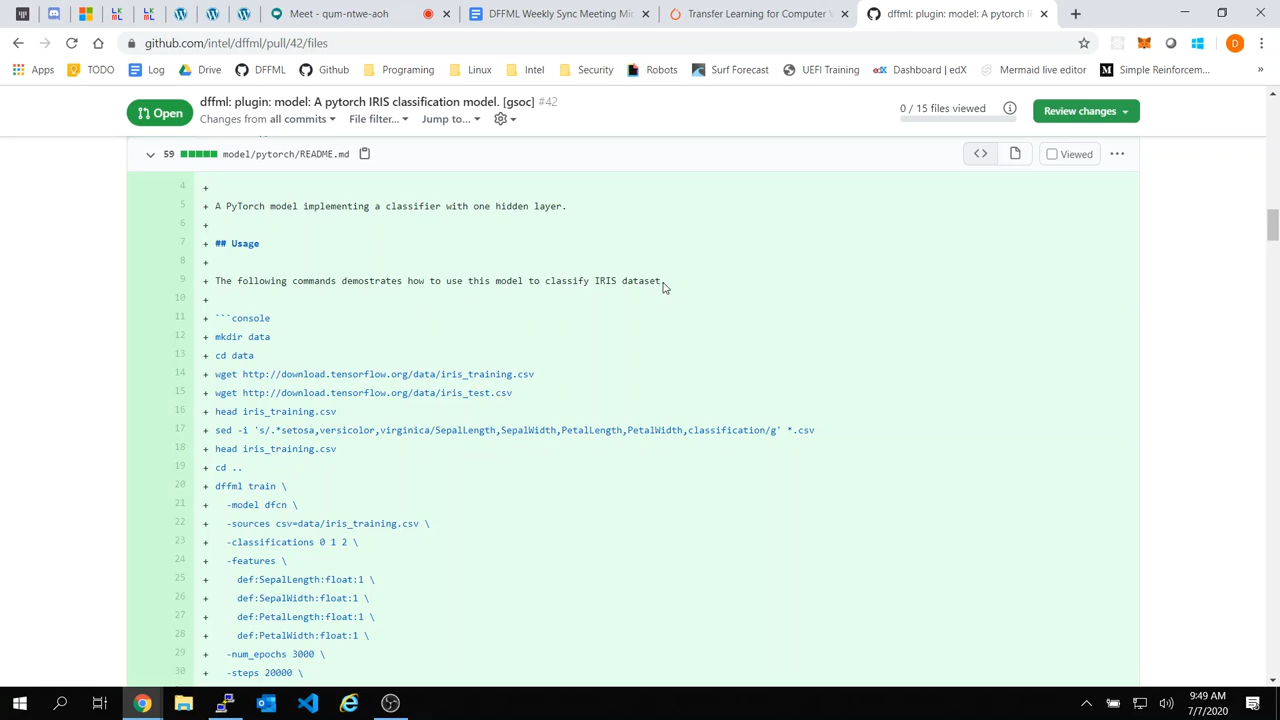 Meet - qum-ntwe-aoh
DFFML Weekly Sync Meeting Mi
Transfer Learning for Computer V
dffml: plugin: model: A pytorch I
github.com/intel/dffml/pull/42/files
D
Apps TODO Log Drive DFFML Github Programing Linux Intel Security Robots Surf Forecast UEFI Training Dashboard | edX Mermaid live editor Simple Reinforcem... »
Open
dffml: plugin: model: A pytorch IRIS classification model. [gsoc] #42
Changes from all commits File filter... Jump to...
0 / 15 files viewed
Review changes
59 model/pytorch/README.md
Viewed
4 +
5 + A PyTorch model implementing a classifier with one hidden layer.
6 +
7 + ## Usage
8 +
9 + The following commands demostrates how to use this model to classify IRIS dataset.
10 +
11 + ```console
12 + mkdir data
13 + cd data
14 + wget http://download.tensorflow.org/data/iris_training.csv
15 + wget http://download.tensorflow.org/data/iris_test.csv
16 + head iris_training.csv
17 + sed -i 's/.*setosa,versicolor,virginica/SepalLength,SepalWidth,PetalLength,PetalWidth,classification/g' *.csv
18 + head iris_training.csv
19 + cd ..
20 + dffml train \
21 + -model dfcn \
22 + -sources csv=data/iris_training.csv \
23 + -classifications 0 1 2 \
24 + -features \
25 + def:SepalLength:float:1 \
26 + def:SepalWidth:float:1 \
27 + def:PetalLength:float:1 \
28 + def:PetalWidth:float:1 \
29 + -num_epochs 3000 \
30 + -steps 20000 \
9:49 AM
7/7/2020